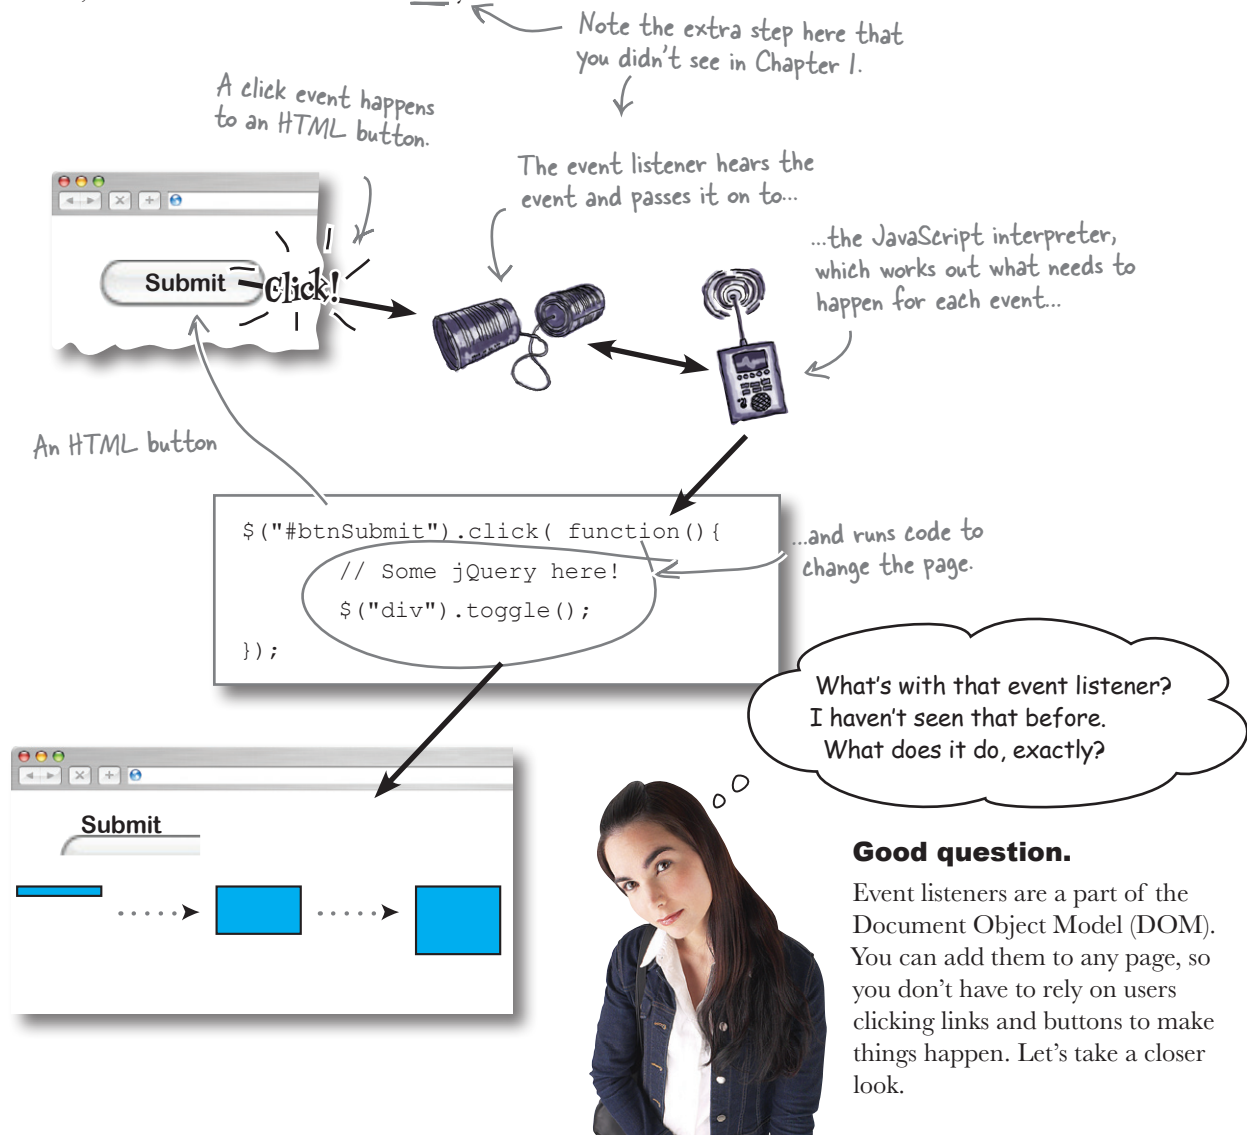 Note the extra step here that
you didn't see in Chapter 1.
A click event happens
to an HTML button.
The event listener hears the
event and passes it on to...
...the JavaScript interpreter,
which works out what needs to
happen for each event...
Submit
Click!
An HTML button
$("#btnSubmit").click( function(){
// Some jQuery here!
$("div").toggle();
});
...and runs code to
change the page.
What's with that event listener?
I haven't seen that before.
What does it do, exactly?
Submit
Good question.
Event listeners are a part of the
Document Object Model (DOM).
You can add them to any page, so
you don't have to rely on users
clicking links and buttons to make
things happen. Let's take a closer
look.